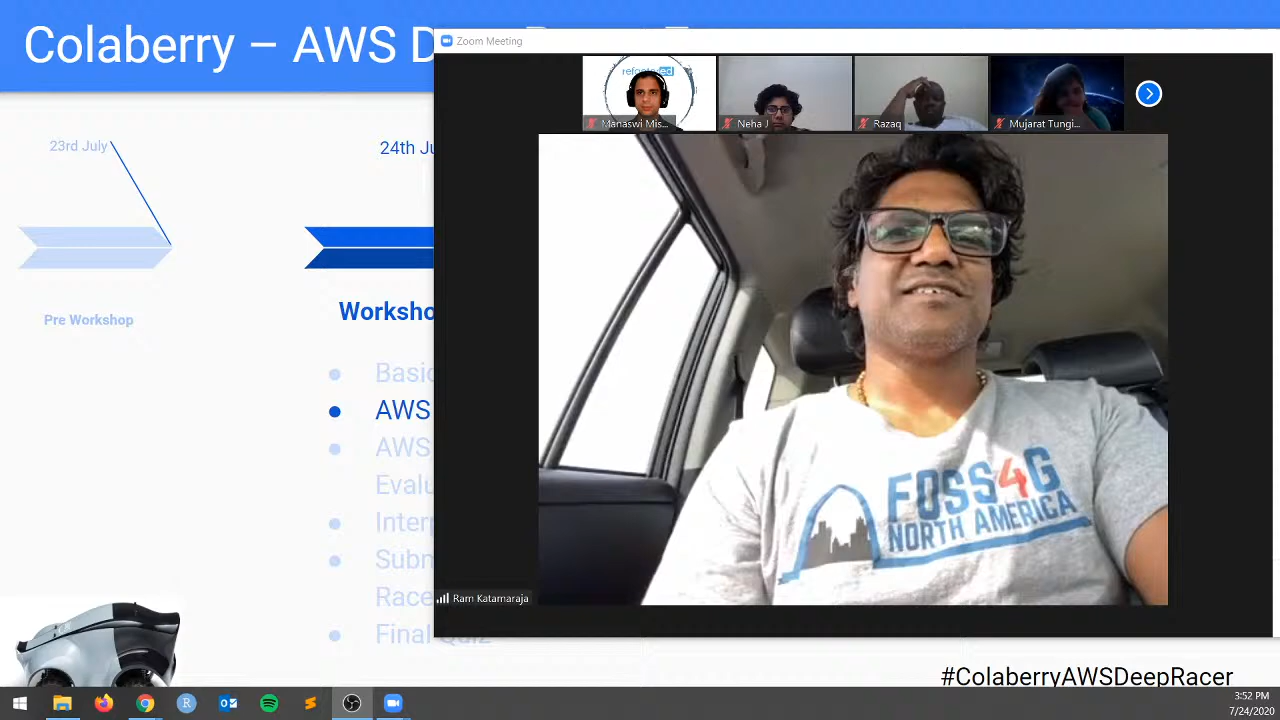 Colaberry – AWS D
Zoom Meeting
refactored
Manaswi Mis...
Neha J
Razaq
Mujarat Tungi...
23rd July
24th Ju
Pre Workshop
Worksho
Basic
AWS
AWS
Evalu
Inter
Subm
Race
Final Quiz
FOSS4G
NORTH AMERICA
Ram Katamaraja
#ColaberryAWSDeepRacer
3:52 PM
7/24/2020